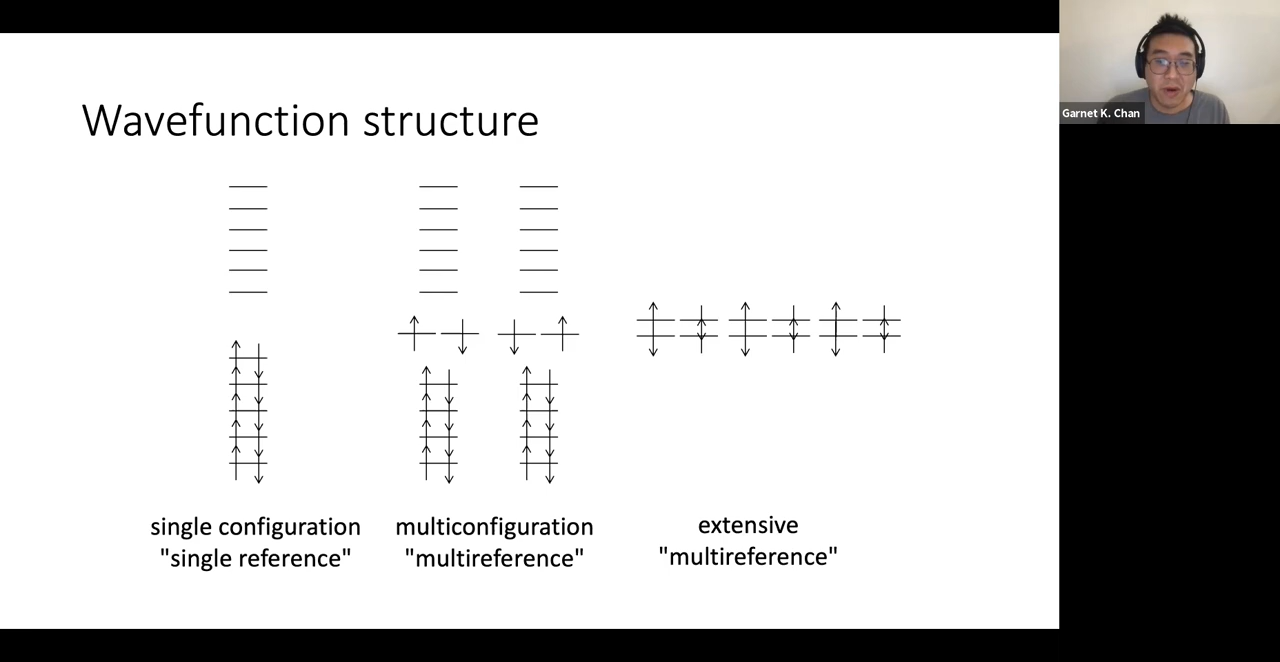 Wavefunction structure
single configuration
"single reference"
multiconfiguration
"multireference"
extensive
"multireference"
Garnet K. Chan